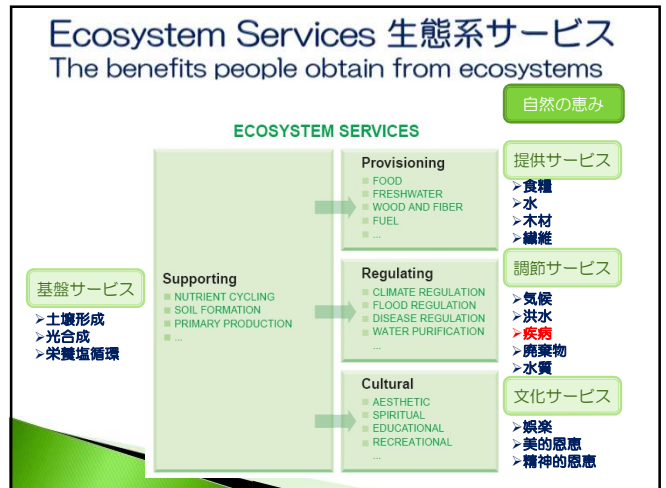 Ecosystem Services 生態系サービス
The benefits people obtain from ecosystems
自然の恵み
ECOSYSTEM SERVICES
基盤サービス
➢土壌形成
➢光合成
➢栄養塩循環
Supporting
NUTRIENT CYCLING
SOIL FORMATION
PRIMARY PRODUCTION
...
Provisioning
FOOD
FRESHWATER
WOOD AND FIBER
FUEL
...
提供サービス
➢食糧
➢水
➢木材
➢繊維
Regulating
CLIMATE REGULATION
FLOOD REGULATION
DISEASE REGULATION
WATER PURIFICATION
...
調節サービス
➢気候
➢洪水
➢疾病
➢廃棄物
➢水質
Cultural
AESTHETIC
SPIRITUAL
EDUCATIONAL
RECREATIONAL
...
文化サービス
➢娯楽
➢美的恩恵
➢精神的恩恵